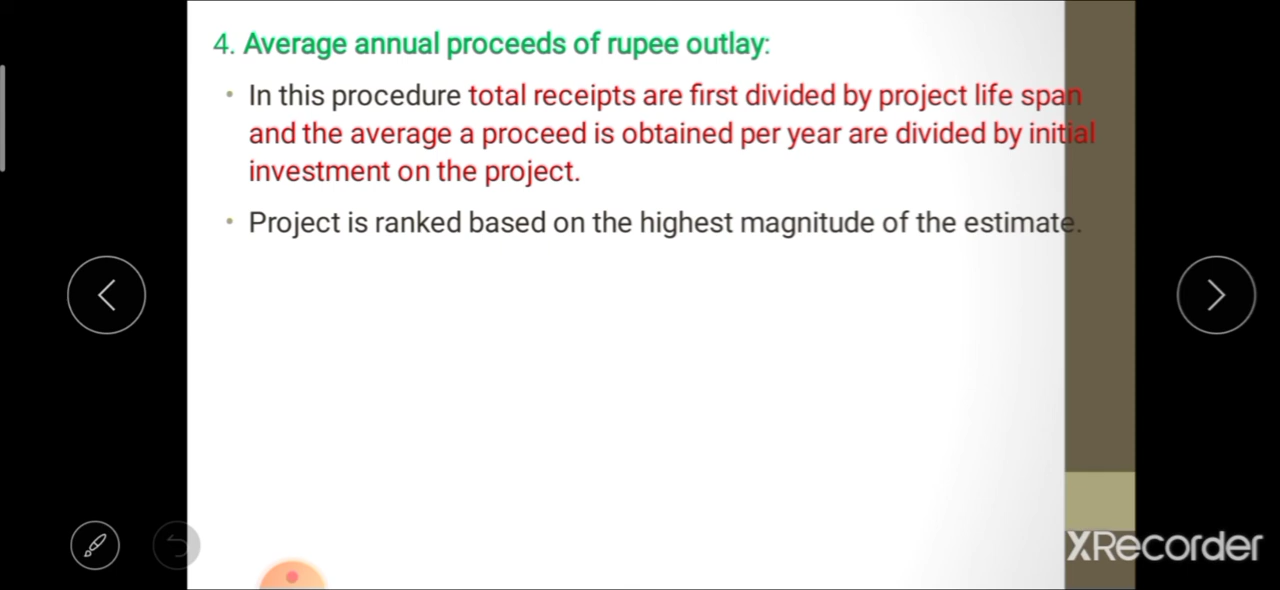 4. Average annual proceeds of rupee outlay:
• In this procedure total receipts are first divided by project life span
and the average a proceed is obtained per year are divided by initial
investment on the project.
• Project is ranked based on the highest magnitude of the estimate.
XRecorder